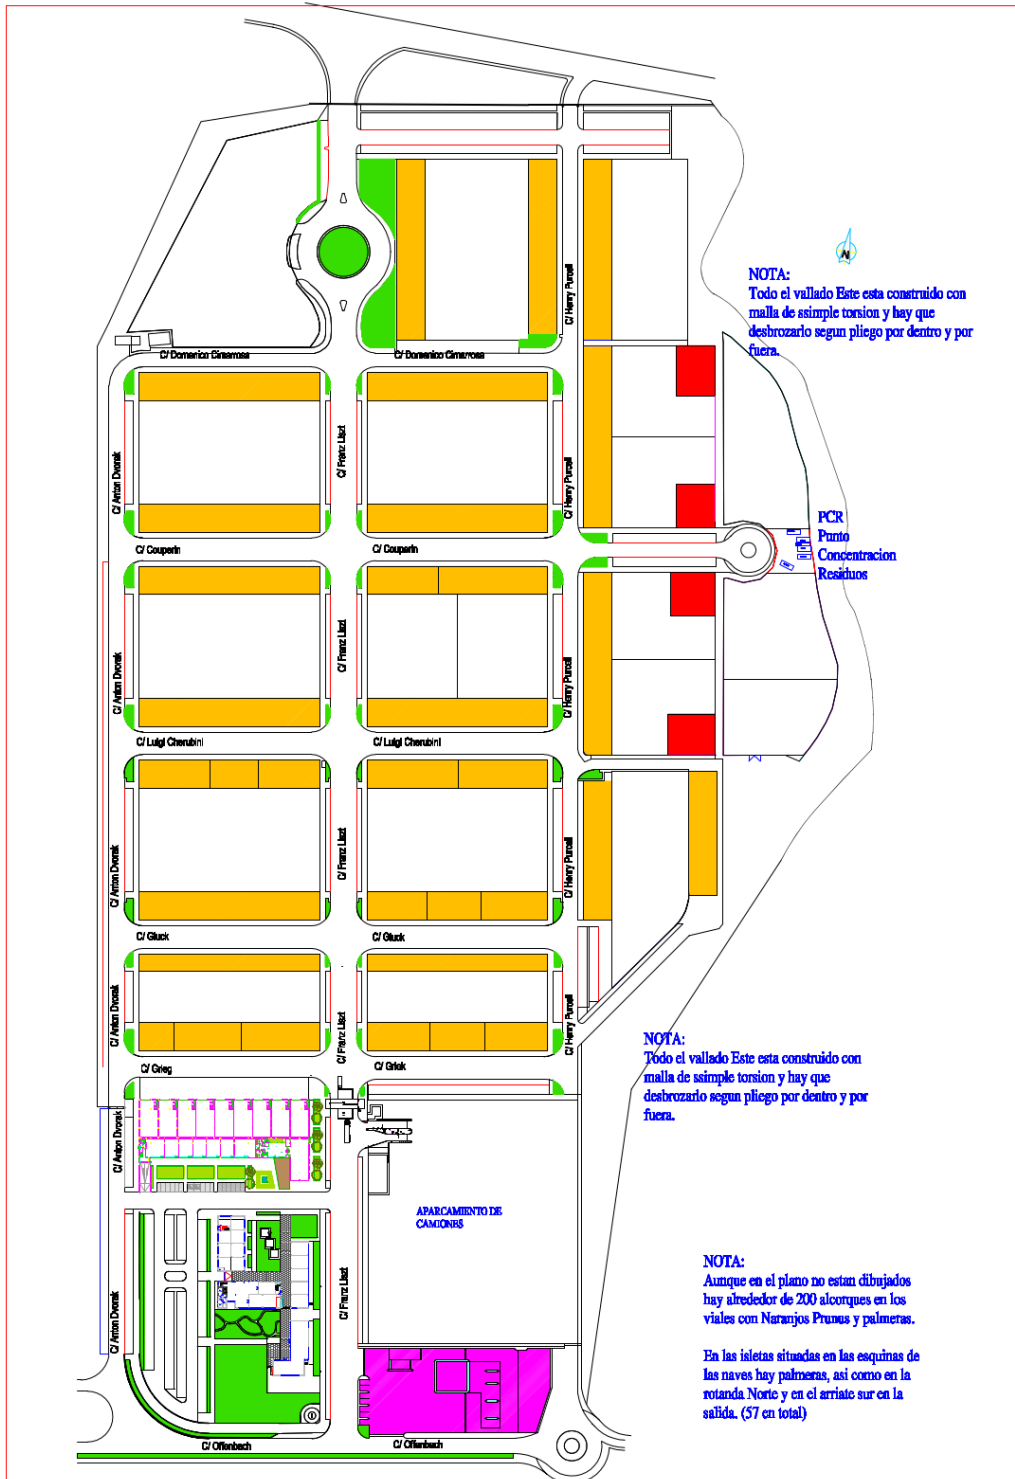 N
NOTA:
Todo el vallado Este esta construido con
malla de ssimple torsion y hay que
desbrozarlo segun pliego por dentro y por
fuera.
C/ Henry Purcell
C/ Domenico Cimarrosa
C/ Domenico Cimarrosa
C/ Anton Dvorak
C/ Franz Liszt
C/ Henry Purcell
PCR
Punto
Concentracion
Residuos
C/ Couperin
C/ Couperin
C/ Anton Dvorak
C/ Franz Liszt
C/ Henry Purcell
C/ Luigi Cherubini
C/ Luigi Cherubini
C/ Anton Dvorak
C/ Franz Liszt
C/ Henry Purcell
C/ Gluck
C/ Gluck
C/ Anton Dvorak
C/ Franz Liszt
C/ Henry Purcell
NOTA:
Todo el vallado Este esta construido con
malla de ssimple torsion y hay que
desbrozarlo segun pliego por dentro y por
fuera.
C/ Grieg
C/ Griek
C/ Anton Dvorak
APARCAMIENTO DE
CAMIONES
C/ Anton Dvorak
C/ Franz Liszt
NOTA:
Aunque en el plano no estan dibujados
hay alrededor de 200 alcorques en los
viales con Naranjos Prunus y palmeras.
En las isletas situadas en las esquinas de
las naves hay palmeras, asi como en la
rotanda Norte y en el arriate sur en la
salida. (57 en total)
C/ Offenbach
C/ Offenbach